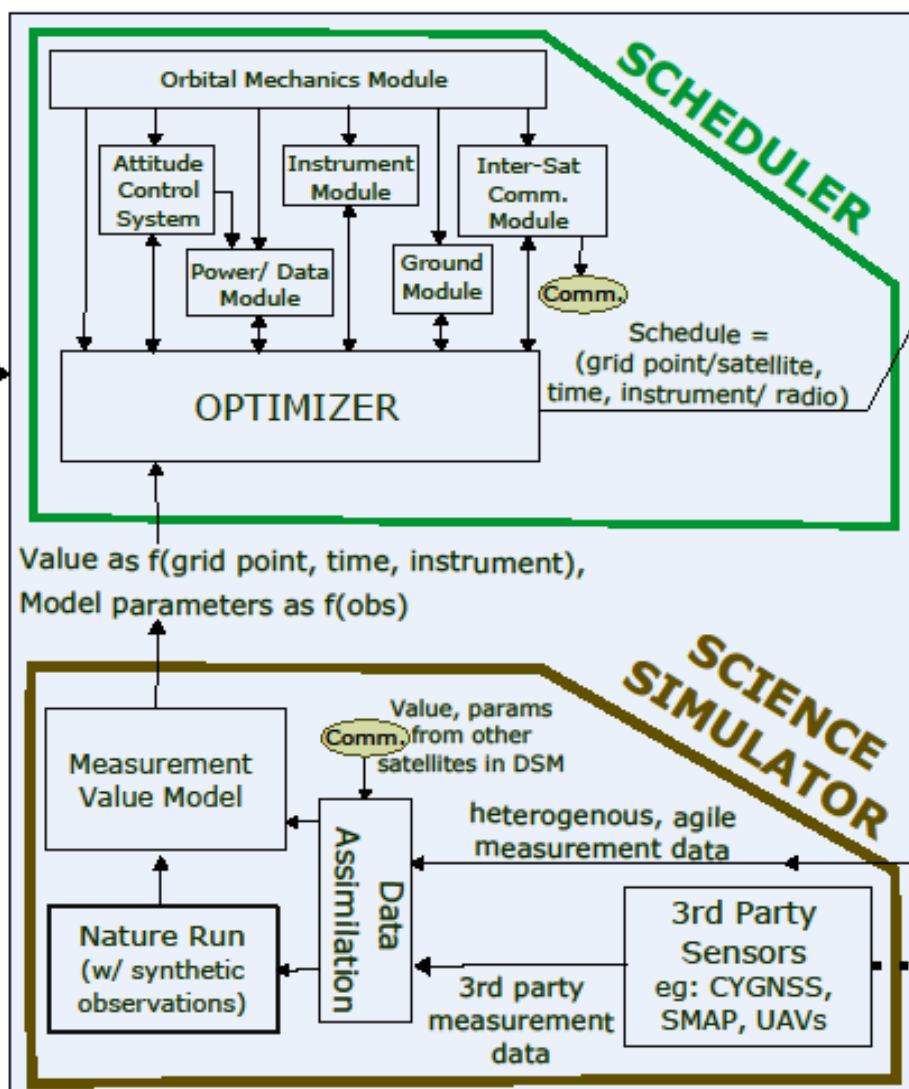 Orbital Mechanics Module
SCHEDULER
Attitude
Control
System
Instrument
Module
Inter-Sat
Comm.
Module
Power/ Data
Module
Ground
Module
Comm.
OPTIMIZER
Schedule =
(grid point/satellite,
time, instrument/ radio)
Value as f(grid point, time, instrument),
Model parameters as f(obs)
SCIENCE
SIMULATOR
Measurement
Value Model
Comm.
Value, params
from other
satellites in DSM
Data
Assimilation
heterogenous, agile
measurement data
Nature Run
(w/ synthetic
observations)
3rd party
measurement
data
3rd Party
Sensors
eg: CYGNSS,
SMAP, UAVs